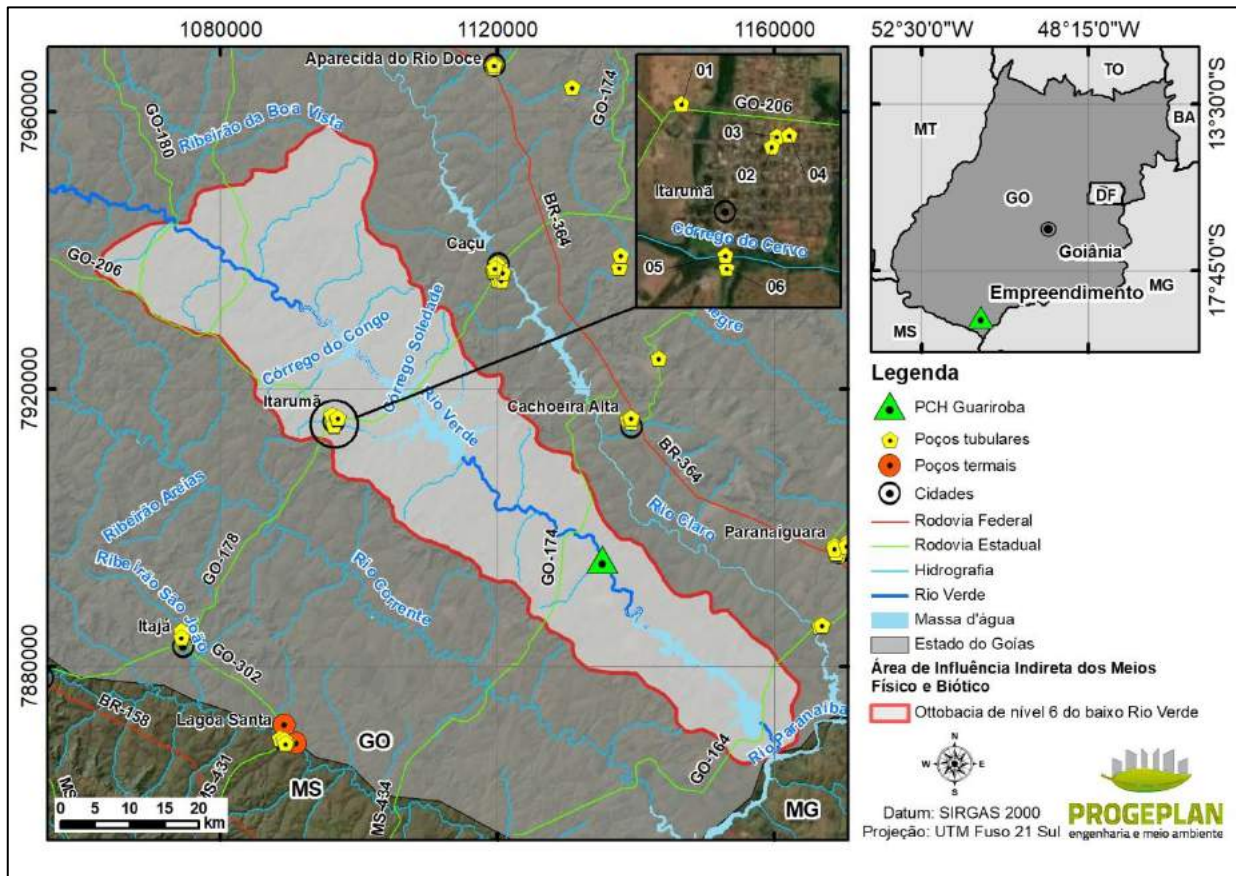 1080000
1120000
1160000
7960000
7920000
7880000
Aparecida do Rio Doce
GO-174
GO-180
Ribeirão da Boa Vista
BR-364
Caçu
GO-206
Córrego do Congo
Córrego Soledade
Itarumã
Rio Verde
Cachoeira Alta
BR-364
Ribeirão Areias
Rio Claro
Paranaiguara
GO-178
GO-174
Ribeirão São João
Rio Corrente
Itajá
GO-302
BR-158
Lagoa Santa
GO
Rio Paranaíba
GO-164
MS-431
MS
MS-434
MG
0 5 10 15 20
km
01
GO-206
03
02
04
Itarumã
Córrego do Cervo
05
06
52°30'0"W
48°15'0"W
13°30'0"S
17°45'0"S
TO
MT
BA
GO
DF
Goiânia
MG
Empreendimento
MS
Legenda
PCH Guariroba
Poços tubulares
Poços termais
Cidades
Rodovia Federal
Rodovia Estadual
Hidrografia
Rio Verde
Massa d'água
Estado do Goías
Área de Influência Indireta dos Meios
Físico e Biótico
Ottobacia de nível 6 do baixo Rio Verde
N
W
E
S
Datum: SIRGAS 2000
Projeção: UTM Fuso 21 Sul
PROGEPLAN
engenharia e meio ambiente